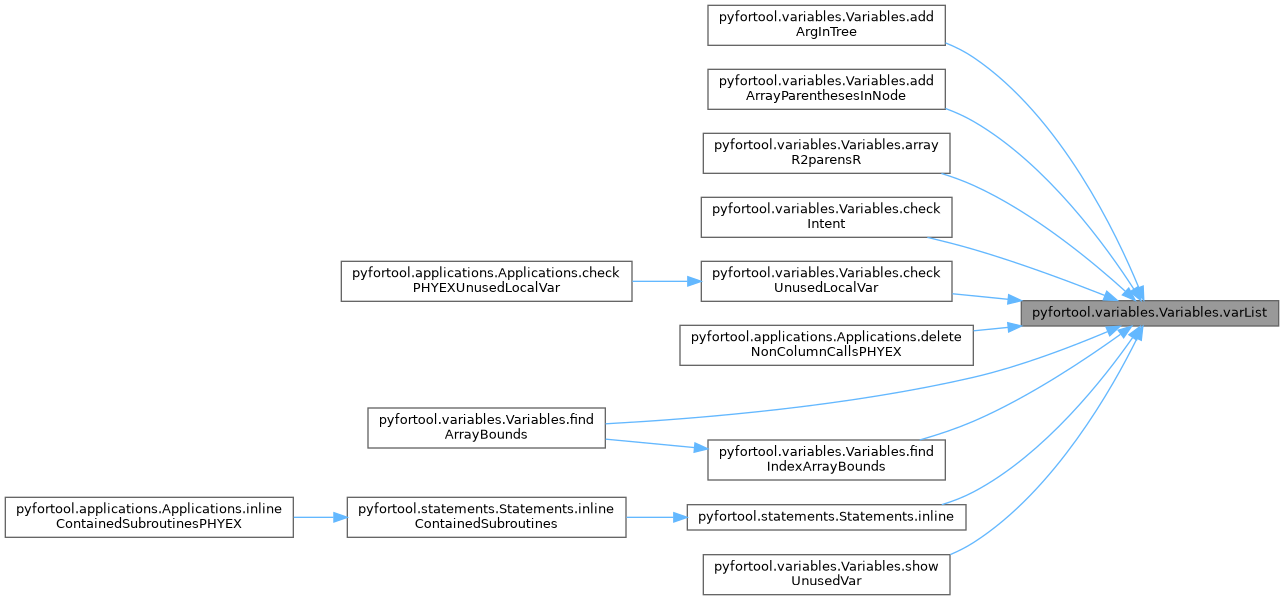 pyfortool.variables.Variables.add
ArgInTree
pyfortool.variables.Variables.add
ArrayParenthesesInNode
pyfortool.variables.Variables.array
R2parensR
pyfortool.variables.Variables.check
Intent
pyfortool.applications.Applications.check
PHYEXUnusedLocalVar
pyfortool.variables.Variables.check
UnusedLocalVar
pyfortool.variables.Variables.varList
pyfortool.applications.Applications.delete
NonColumnCallsPHYEX
pyfortool.variables.Variables.find
ArrayBounds
pyfortool.variables.Variables.find
IndexArrayBounds
pyfortool.applications.Applications.inline
ContainedSubroutinesPHYEX
pyfortool.statements.Statements.inline
ContainedSubroutines
pyfortool.statements.Statements.inline
pyfortool.variables.Variables.show
UnusedVar